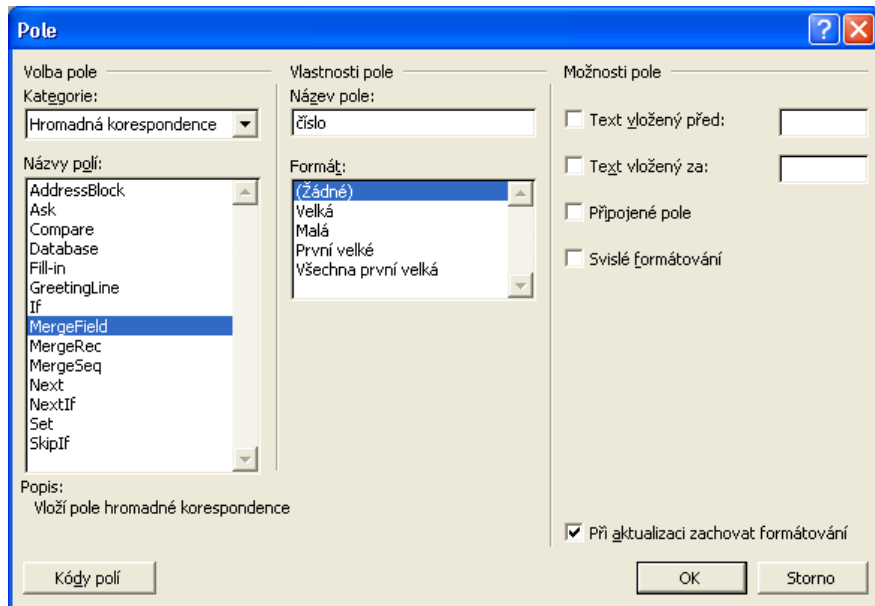 Pole
Volba pole
Kategorie:
Hromadná korespondence
Názvy polí:
AddressBlock
Ask
Compare
Database
Fill-in
GreetingLine
If
MergeField
MergeRec
MergeSeq
Next
NextIf
Set
SkipIf
Popis:
Vloží pole hromadné korespondence
Kódy polí
Vlastnosti pole
Název pole:
číslo
Formát:
(Žádné)
Velká
Malá
První velké
Všechna první velká
Možnosti pole
Text vložený před:
Text vložený za:
Připojené pole
Svislé formátování
Při aktualizaci zachovat formátování
OK
Storno